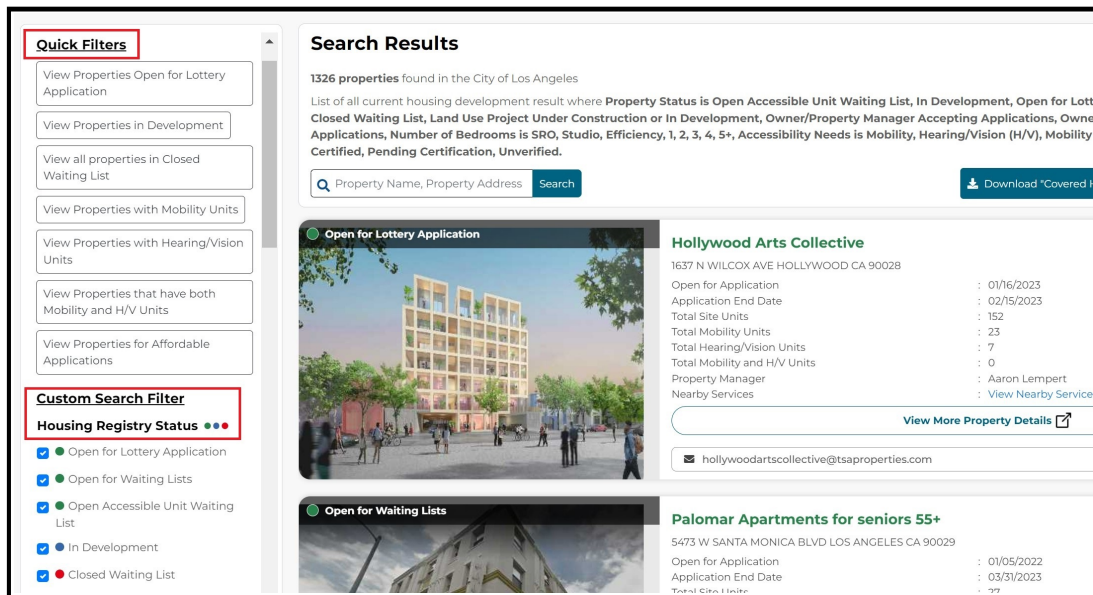 Quick Filters
View Properties Open for Lottery
Application
View Properties in Development
View all properties in Closed
Waiting List
View Properties with Mobility Units
View Properties with Hearing/Vision
Units
View Properties that have both
Mobility and H/V Units
View Properties for Affordable
Applications
Custom Search Filter
Housing Registry Status
Open for Lottery Application
Open for Waiting Lists
Open Accessible Unit Waiting
List
In Development
Closed Waiting List
Search Results
1326 properties found in the City of Los Angeles
List of all current housing development result where Property Status is Open Accessible Unit Waiting List, In Development, Open for Lott
Closed Waiting List, Land Use Project Under Construction or In Development, Owner/Property Manager Accepting Applications, Owne
Applications, Number of Bedrooms is SRO, Studio, Efficiency, 1, 2, 3, 4, 5+, Accessibility Needs is Mobility, Hearing/Vision (H/V), Mobility
Certified, Pending Certification, Unverified.
Property Name, Property Address Search
Download "Covered H
Open for Lottery Application
Hollywood Arts Collective
1637 N WILCOX AVE HOLLYWOOD CA 90028
Open for Application : 01/16/2023
Application End Date : 02/15/2023
Total Site Units : 152
Total Mobility Units : 23
Total Hearing/Vision Units : 7
Total Mobility and H/V Units : 0
Property Manager : Aaron Lempert
Nearby Services : View Nearby Service
View More Property Details
hollywoodartscollective@tsaproperties.com
Open for Waiting Lists
Palomar Apartments for seniors 55+
5473 W SANTA MONICA BLVD LOS ANGELES CA 90029
Open for Application : 01/05/2022
Application End Date : 03/31/2023
Total Site Units : 27